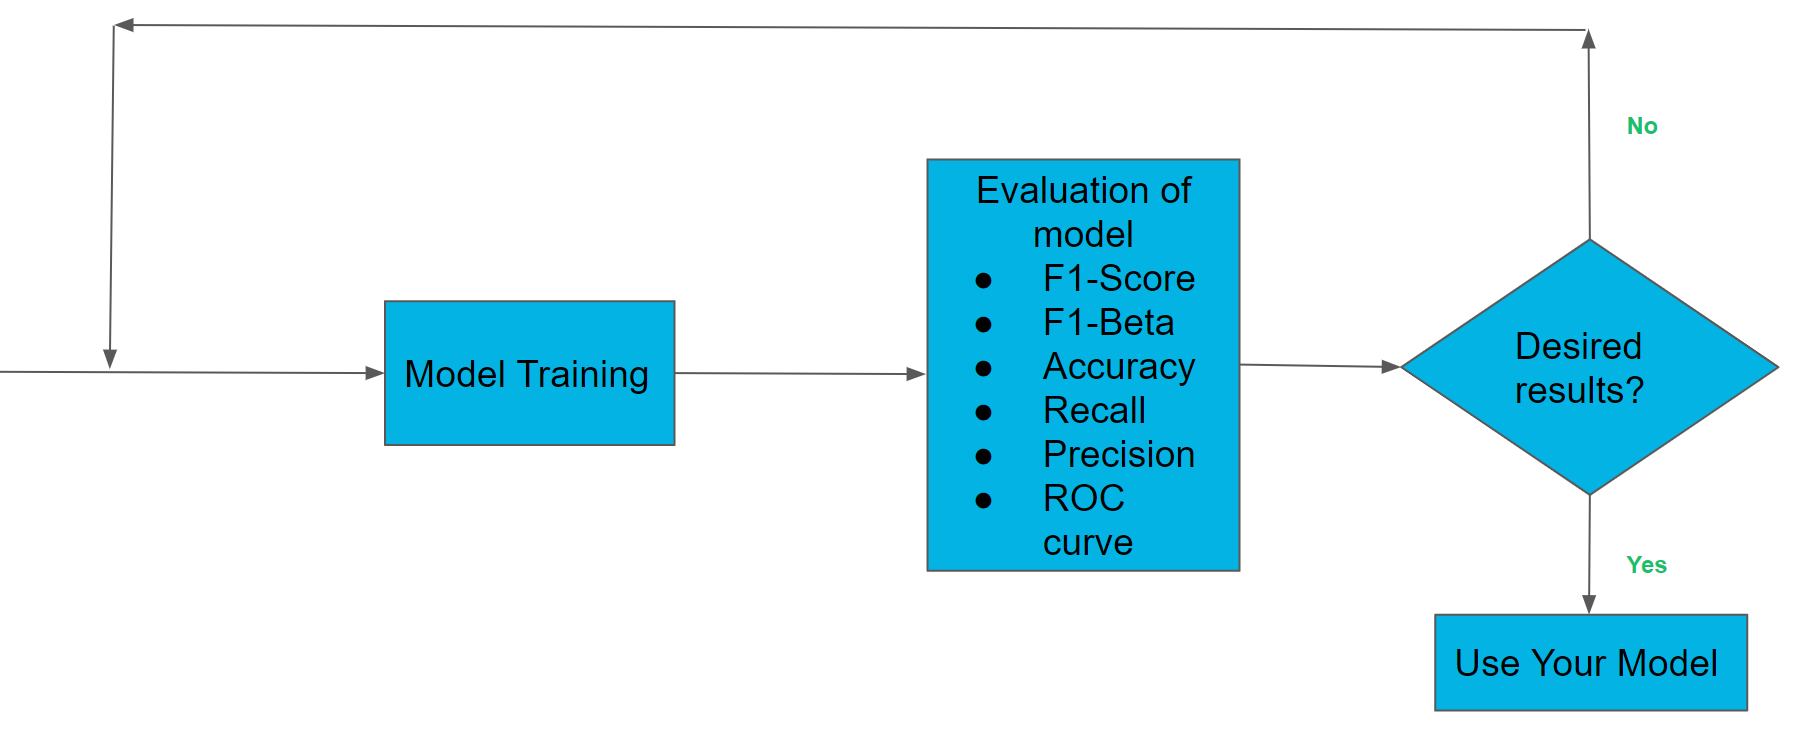 No
Evaluation of
model
● F1-Score
● F1-Beta
● Accuracy
● Recall
● Precision
● ROC
curve
Model Training
Desired
results?
Yes
Use Your Model